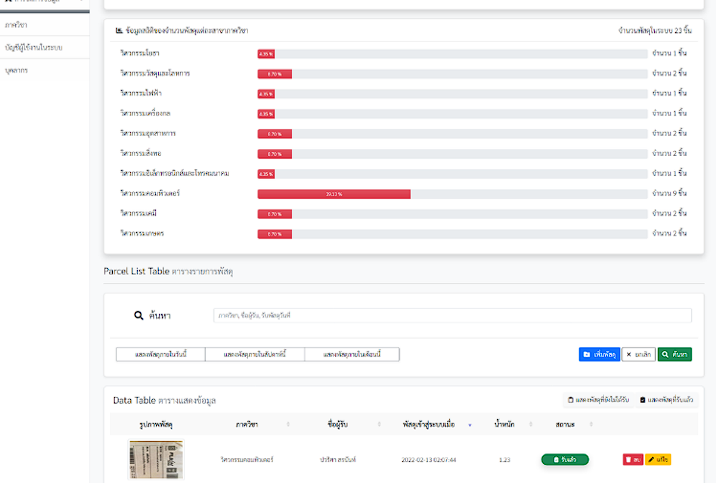 ภาควิชา
บัญชีผู้ใช้งานในระบบ
บุคลากร
ข้อมูลสถิติของจำนวนพัสดุแต่ละสาขาภาควิชา
จำนวนพัสดุในระบบ 23 ชิ้น
วิศวกรรมโยธา 4.35 % จำนวน 1 ชิ้น
วิศวกรรมวัสดุและโลหการ 8.70 % จำนวน 2 ชิ้น
วิศวกรรมไฟฟ้า 4.35 % จำนวน 1 ชิ้น
วิศวกรรมเครื่องกล 4.35 % จำนวน 1 ชิ้น
วิศวกรรมอุตสาหการ 8.70 % จำนวน 2 ชิ้น
วิศวกรรมสิ่งทอ 8.70 % จำนวน 2 ชิ้น
วิศวกรรมอิเล็กทรอนิกส์และโทรคมนาคม 4.35 % จำนวน 1 ชิ้น
วิศวกรรมคอมพิวเตอร์ 39.13 % จำนวน 9 ชิ้น
วิศวกรรมเคมี 8.70 % จำนวน 2 ชิ้น
วิศวกรรมเกษตร 8.70 % จำนวน 2 ชิ้น
Parcel List Table ตารางรายการพัสดุ
ค้นหา
ภาควิชา, ชื่อผู้รับ, รับพัสดุวันที่
แสดงพัสดุภายในวันนี้ แสดงพัสดุภายในสัปดาห์นี้ แสดงพัสดุภายในเดือนนี้
เพิ่มพัสดุ ยกเลิก ค้นหา
Data Table ตารางแสดงข้อมูล
แสดงพัสดุที่ยังไม่ได้รับ แสดงพัสดุที่รับแล้ว
รูปภาพพัสดุ ภาควิชา ชื่อผู้รับ พัสดุเข้าสู่ระบบเมื่อ น้ำหนัก สถานะ
วิศวกรรมคอมพิวเตอร์ 2022-02-13 02:07:44 1.23 รับแล้ว ลบ แก้ไข